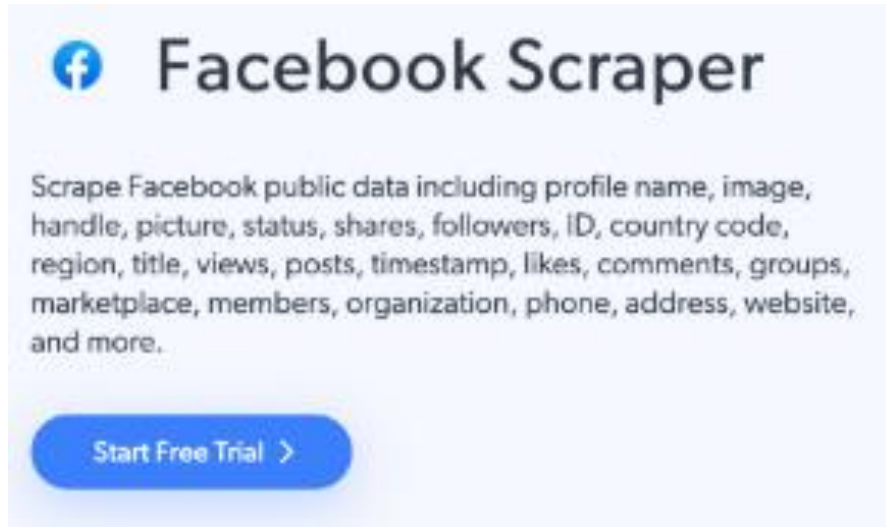 Facebook Scraper
Scrape Facebook public data including profile name, image,
handle, picture, status, shares, followers, ID, country code,
region, title, views, posts, timestamp, likes, comments, groups,
marketplace, members, organization, phone, address, website,
and more.
Start Free Trial >